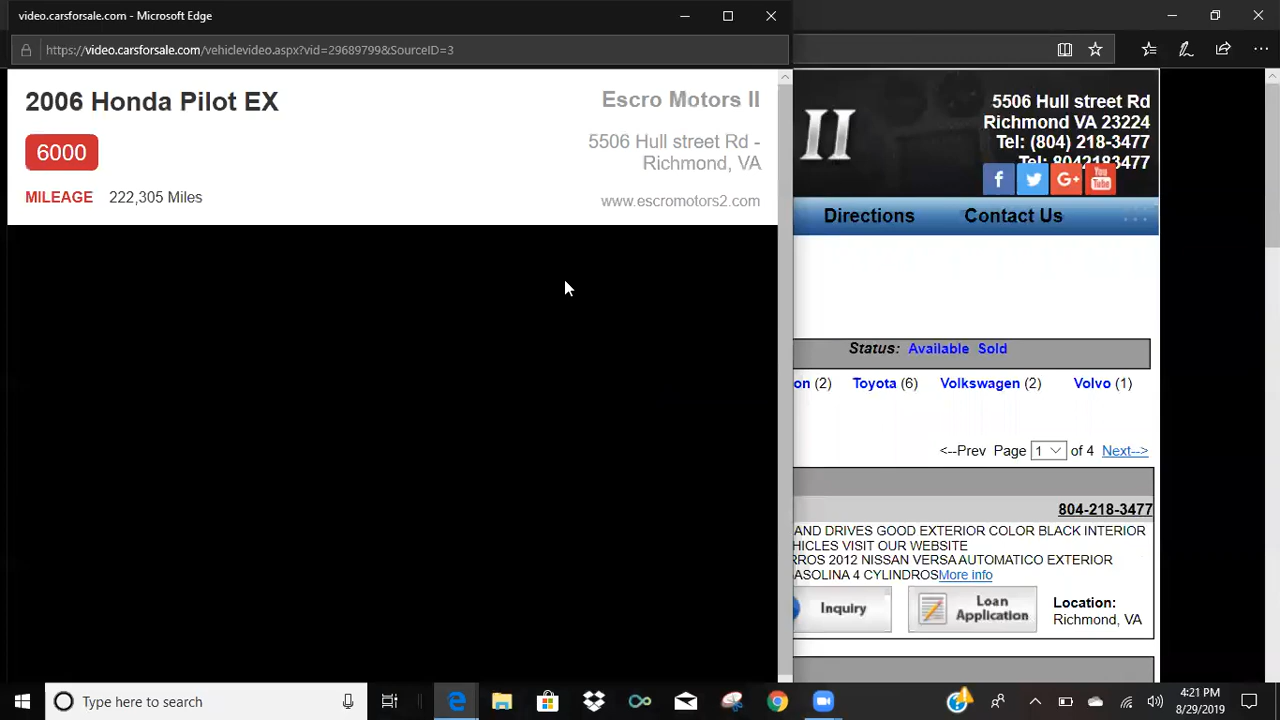 video.carsforsale.com - Microsoft Edge
https://video.carsforsale.com/vehiclevideo.aspx?vid=29689799&SourceID=3
2006 Honda Pilot EX
6000
MILEAGE 222,305 Miles
Escro Motors II
5506 Hull street Rd -
Richmond, VA
www.escromotors2.com
II
5506 Hull street Rd
Richmond VA 23224
Tel: (804) 218-3477
Tel: 8042183477
f
G+
You
Tube
Directions Contact Us
Status: Available Sold
on (2) Toyota (6) Volkswagen (2) Volvo (1)
<--Prev Page 1 of 4 Next-->
804-218-3477
AND DRIVES GOOD EXTERIOR COLOR BLACK INTERIOR
HICLES VISIT OUR WEBSITE
RROS 2012 NISSAN VERSA AUTOMATICO EXTERIOR
ASOLINA 4 CYLINDROSMore info
Inquiry
Loan
Application
Location:
Richmond, VA
Type here to search
4:21 PM
8/29/2019